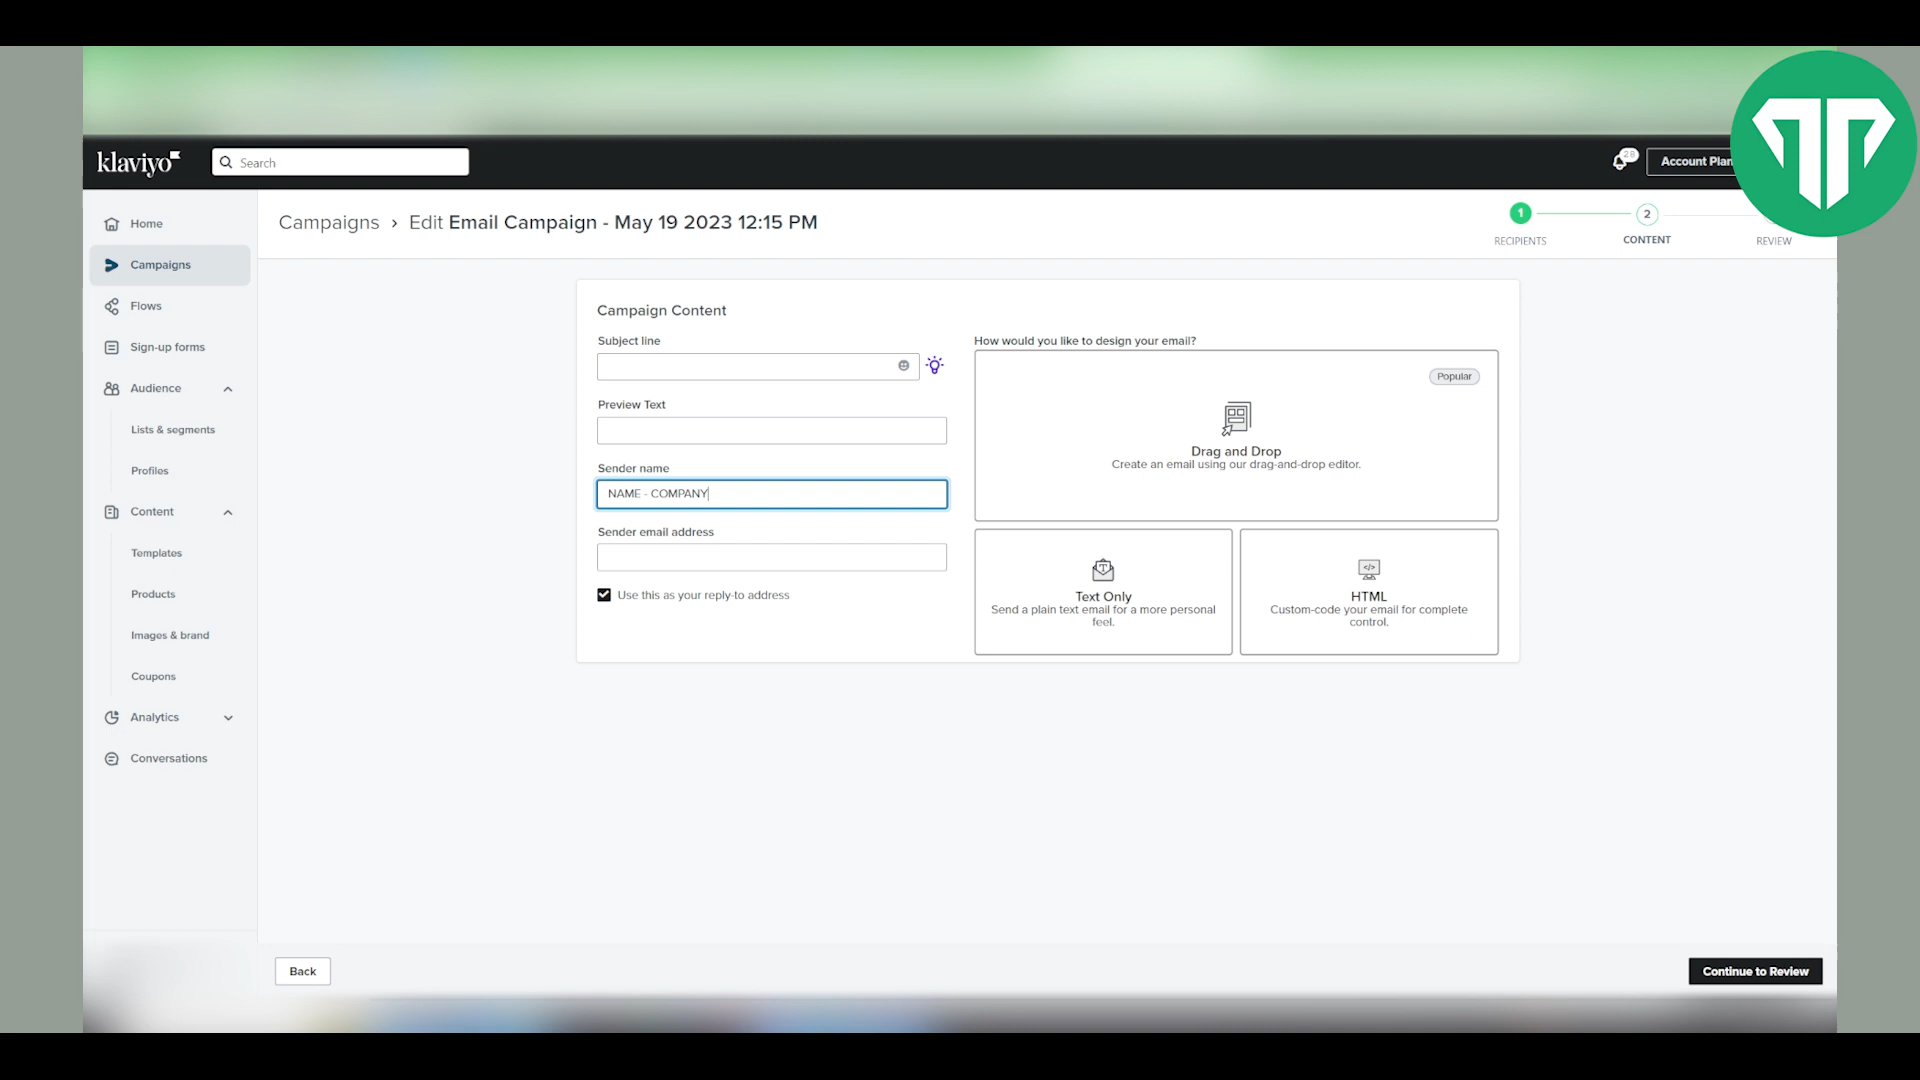 klaviyo
Search
28
Account Plan
Home
Campaigns
Flows
Sign-up forms
Audience
Lists & segments
Profiles
Content
Templates
Products
Images & brand
Coupons
Analytics
Conversations
Campaigns › Edit Email Campaign - May 19 2023 12:15 PM
1
2
RECIPIENTS
CONTENT
REVIEW
Campaign Content
Subject line
Preview Text
Sender name
NAME - COMPANY
Sender email address
Use this as your reply-to address
How would you like to design your email?
Popular
Drag and Drop
Create an email using our drag-and-drop editor.
Text Only
Send a plain text email for a more personal
feel.
HTML
Custom-code your email for complete
control.
Back
Continue to Review